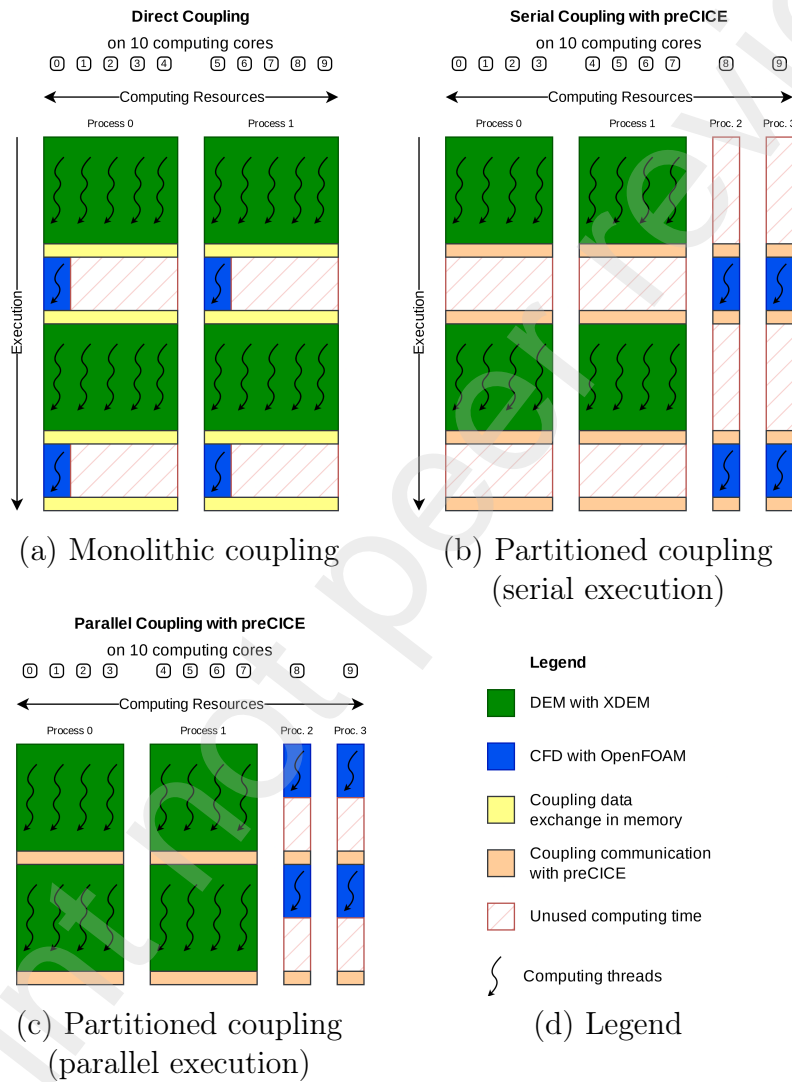 Direct Coupling
on 10 computing cores
0 1 2 3 4 5 6 7 8 9
Computing Resources
Process 0 Process 1
Execution
(a) Monolithic coupling
Serial Coupling with preCICE
on 10 computing cores
0 1 2 3 4 5 6 7 8 9
Computing Resources
Process 0 Process 1 Proc. 2 Proc. 3
Execution
(b) Partitioned coupling
(serial execution)
Parallel Coupling with preCICE
on 10 computing cores
0 1 2 3 4 5 6 7 8 9
Computing Resources
Process 0 Process 1 Proc. 2 Proc. 3
(c) Partitioned coupling
(parallel execution)
Legend
DEM with XDEM
CFD with OpenFOAM
Coupling data
exchange in memory
Coupling communication
with preCICE
Unused computing time
Computing threads
(d) Legend
not peer